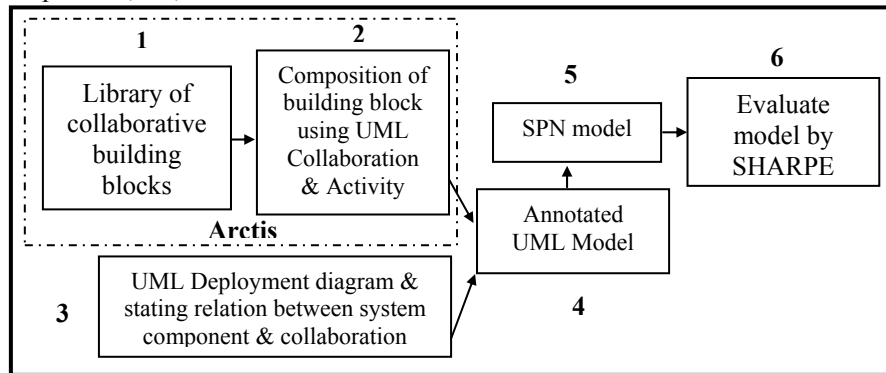 1
Library of
collaborative
building
blocks
2
Composition of
building block
using UML
Collaboration
& Activity
Arctis
3
UML Deployment diagram &
stating relation between system
component & collaboration
4
Annotated
UML Model
5
SPN model
6
Evaluate
model by
SHARPE